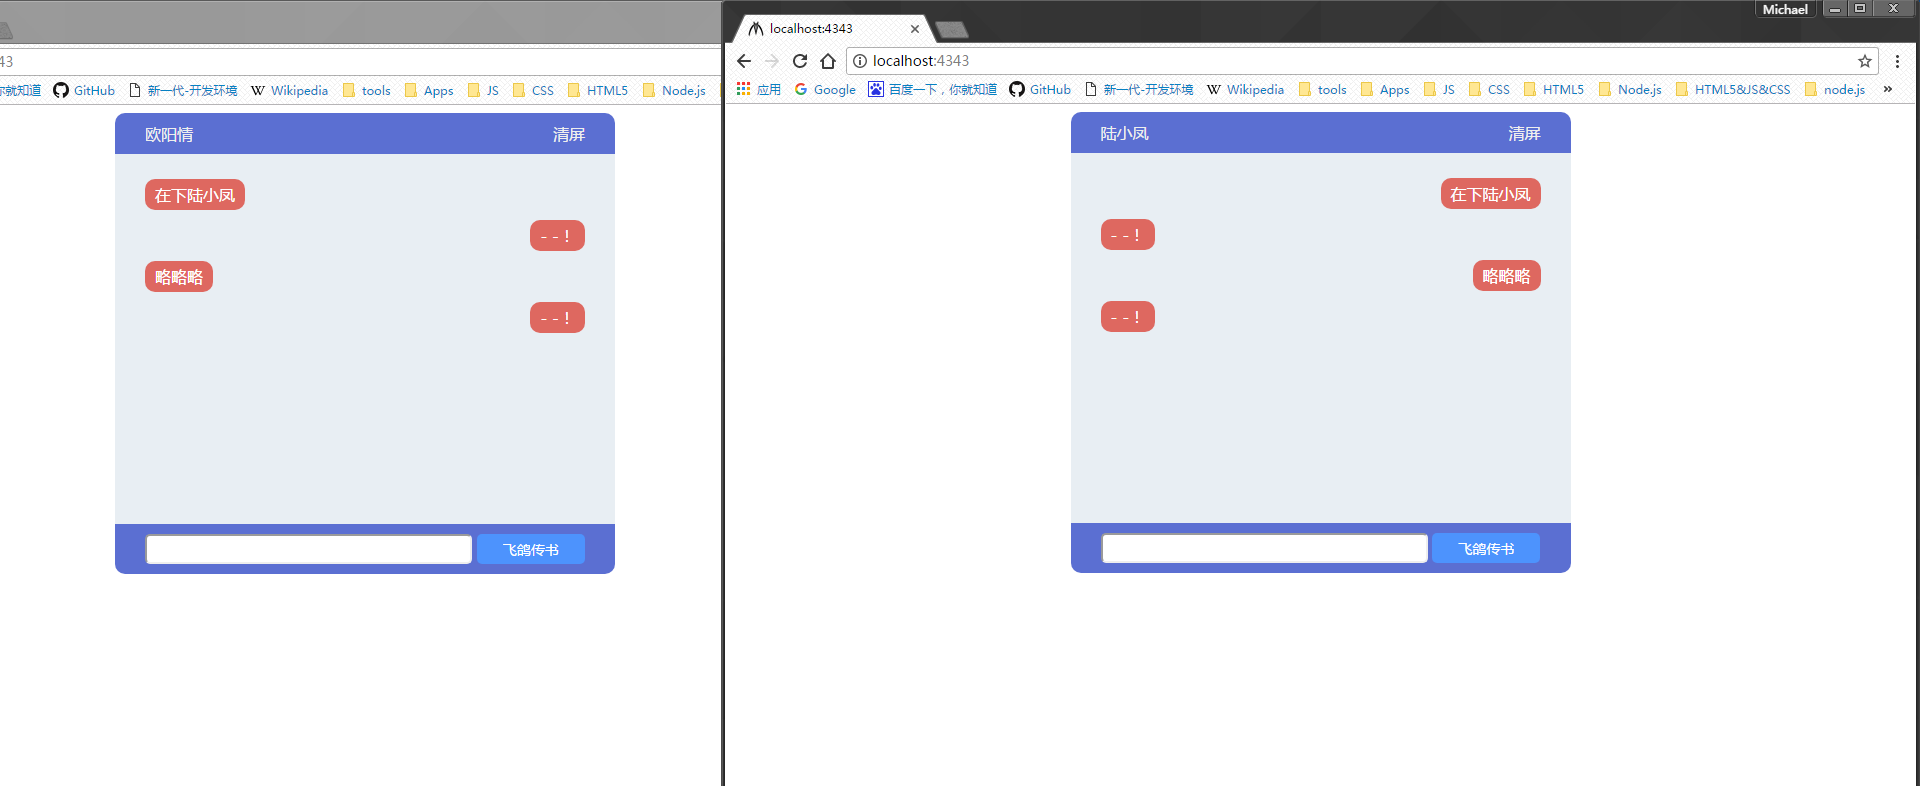 43
你就知道 GitHub 新一代-开发环境 Wikipedia tools Apps JS CSS HTML5 Node.js
欧阳情 清屏
在下陆小凤
- - !
略略略
- - !
飞鸽传书
Michael
localhost:4343
localhost:4343
应用 Google 百度一下，你就知道 GitHub 新一代-开发环境 Wikipedia tools Apps JS CSS HTML5 Node.js HTML5&JS&CSS node.js »
陆小凤 清屏
在下陆小凤
- - !
略略略
- - !
飞鸽传书